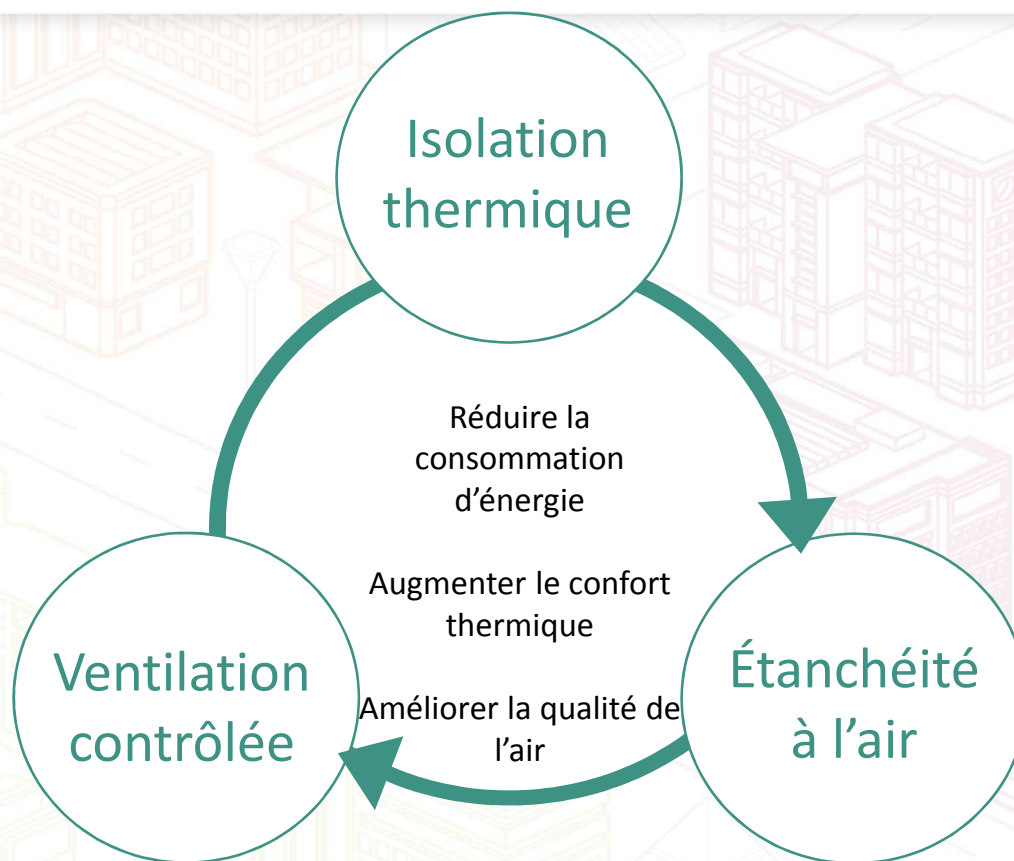 Isolation
thermique
Réduire la
consommation
d’énergie
Augmenter le confort
thermique
Améliorer la qualité de
l’air
Ventilation
contrôlée
Étanchéité
à l’air